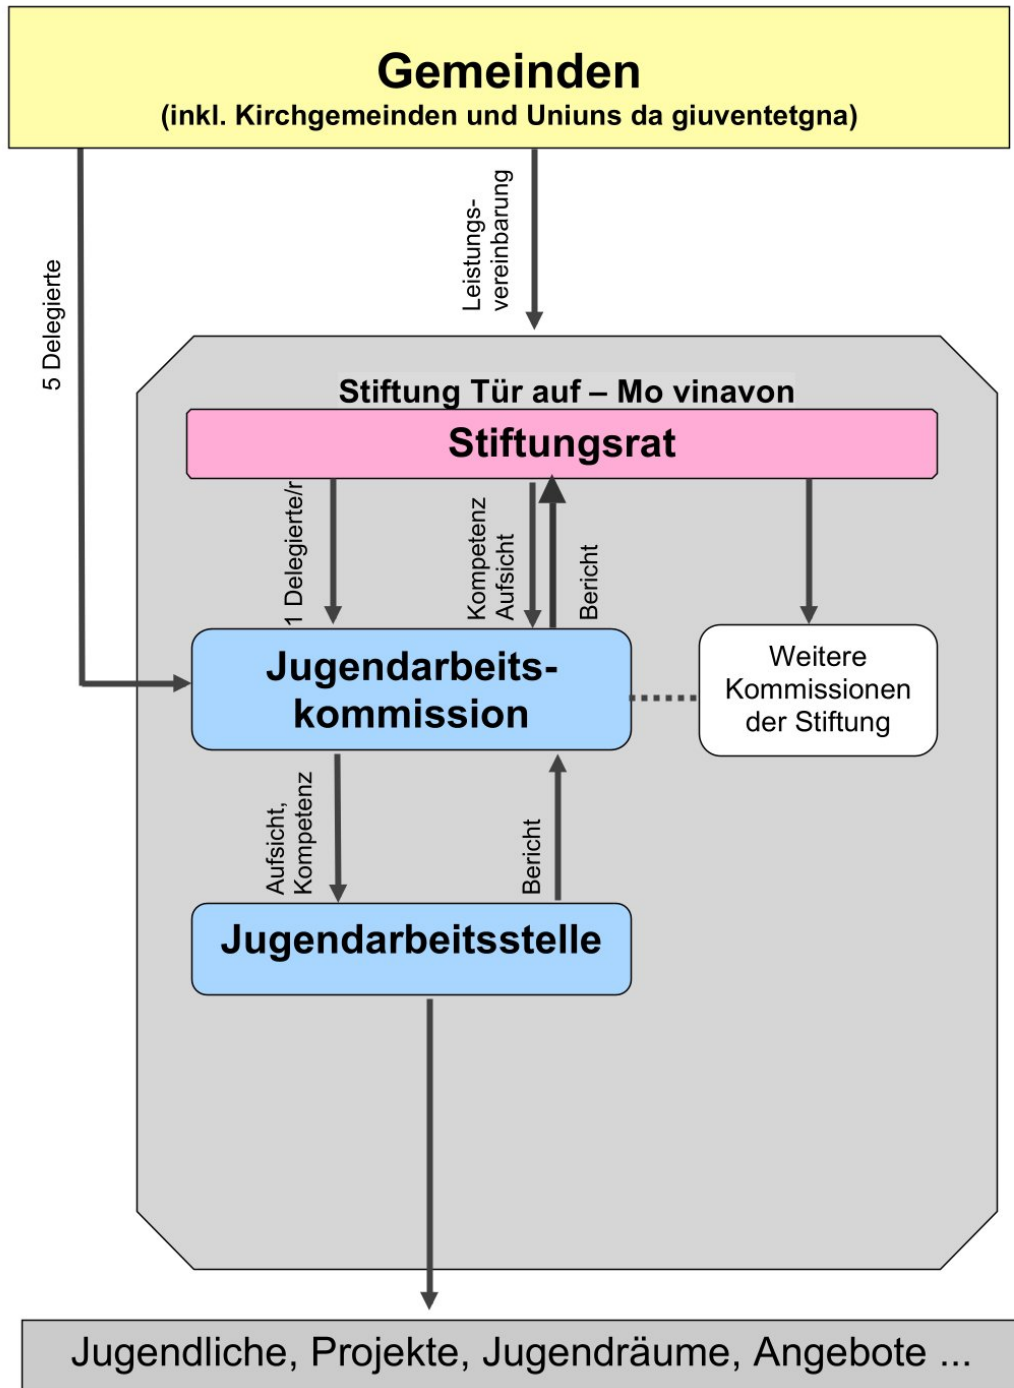 Gemeinden
(inkl. Kirchgemeinden und Uniuns da giuventetgna)
5 Delegierte
Leistungs-
vereinbarung
Stiftung Tür auf – Mo vinavon
Stiftungsrat
1 Delegierte/r
Kompetenz
Aufsicht
Bericht
Jugendarbeits-
kommission
Weitere
Kommissionen
der Stiftung
Aufsicht,
Kompetenz
Bericht
Jugendarbeitsstelle
Jugendliche, Projekte, Jugendräume, Angebote ...